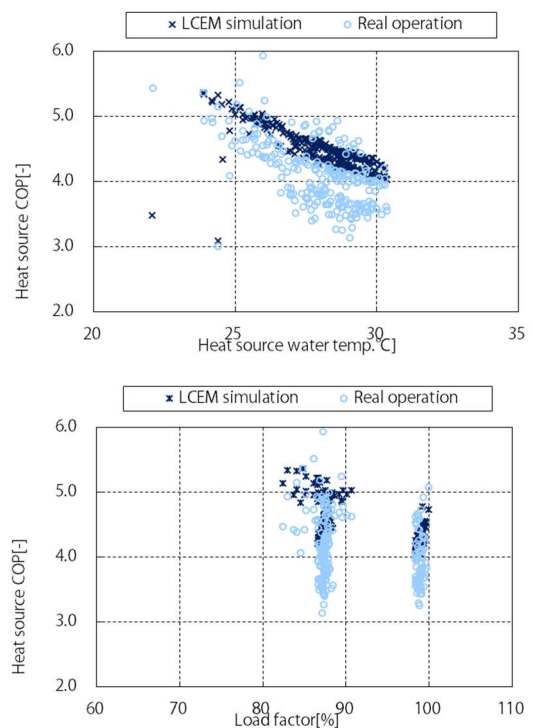 LCEM simulation Real operation
6.0
5.0
4.0
3.0
2.0
Heat source COP[-]
20 25 30 35
Heat source water temp.℃]
LCEM simulation Real operation
6.0
5.0
4.0
3.0
2.0
Heat source COP[-]
60 70 80 90 100 110
Load factor[%]